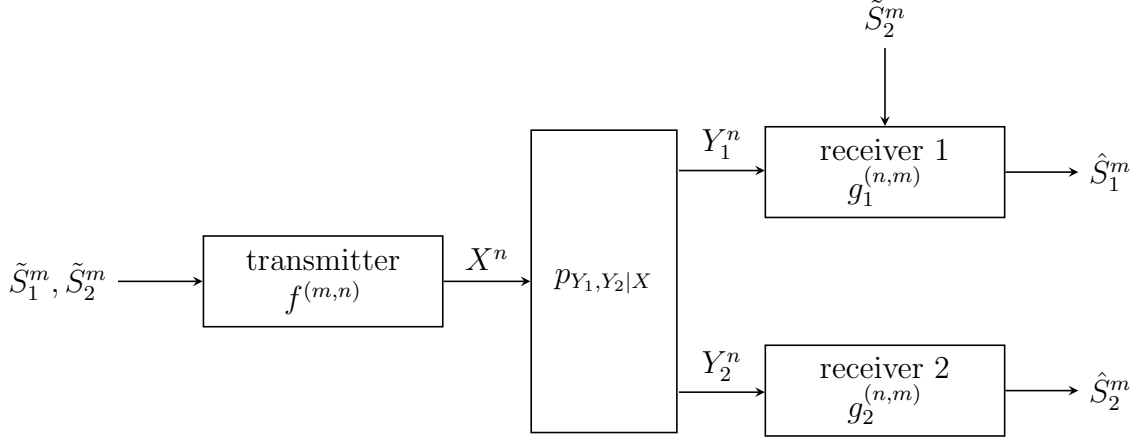 S̃₂ᵐ
Y₁ⁿ
receiver 1
g₁⁽ⁿ'ᵐ⁾
Ŝ₁ᵐ
S̃₁ᵐ, S̃₂ᵐ
transmitter
f⁽ᵐ'ⁿ⁾
Xⁿ
p_{Y₁,Y₂|X}
Y₂ⁿ
receiver 2
g₂⁽ⁿ'ᵐ⁾
Ŝ₂ᵐ